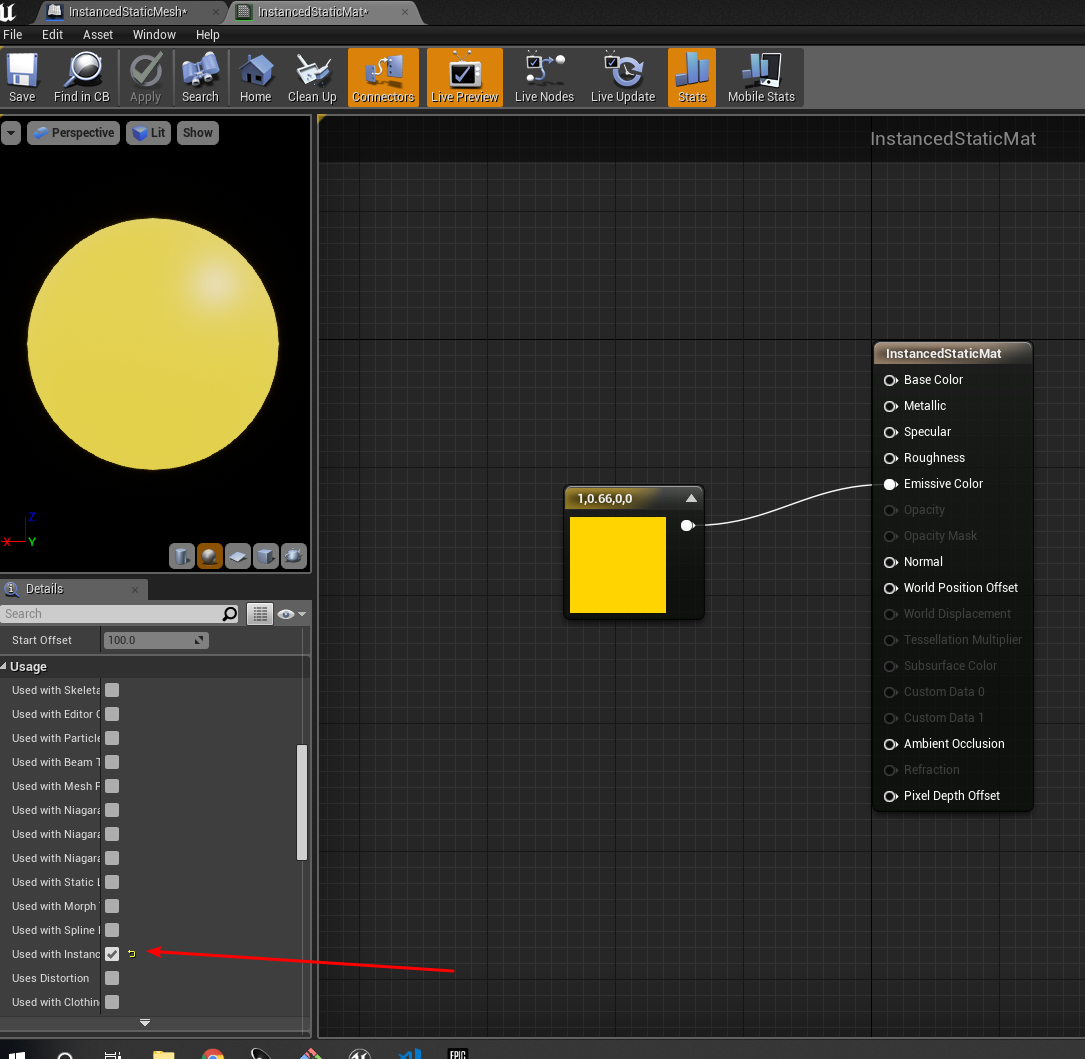 InstancedStaticMesh*
InstancedStaticMat*
File Edit Asset Window Help
Save Find in CB Apply Search Home Clean Up Connectors Live Preview Live Nodes Live Update Stats Mobile Stats
Perspective Lit Show
InstancedStaticMat
InstancedStaticMat
Base Color
Metallic
Specular
Roughness
1,0.66,0,0
Emissive Color
Opacity
Opacity Mask
Normal
World Position Offset
World Displacement
Tessellation Multiplier
Subsurface Color
Custom Data 0
Custom Data 1
Ambient Occlusion
Refraction
Pixel Depth Offset
Z
X Y
Details
Search
Start Offset 100.0
Usage
Used with Skeleta
Used with Editor C
Used with Particle
Used with Beam T
Used with Mesh P
Used with Niagara
Used with Niagara
Used with Niagara
Used with Static L
Used with Morph
Used with Spline
Used with Instanc
Uses Distortion
Used with Clothin
EPIC